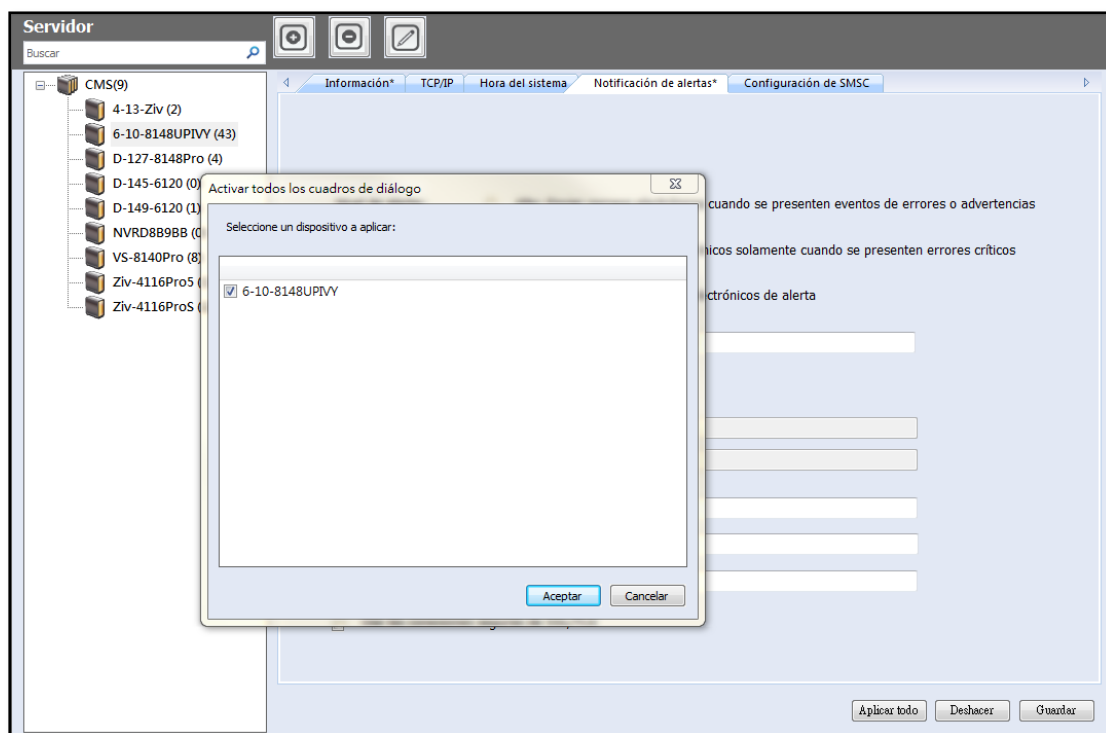 Servidor
Buscar
CMS(9)
4-13-Ziv (2)
6-10-8148UPIVY (43)
D-127-8148Pro (4)
D-145-6120 (0)
D-149-6120 (1)
NVRD8B9BB (0
VS-8140Pro (8)
Ziv-4116Pro5 (
Ziv-4116ProS (
Información*
TCP/IP
Hora del sistema
Notificación de alertas*
Configuración de SMSC
cuando se presenten eventos de errores o advertencias
nicos solamente cuando se presenten errores críticos
ctrónicos de alerta
Activar todos los cuadros de diálogo
Seleccione un dispositivo a aplicar:
6-10-8148UPIVY
Aceptar
Cancelar
Aplicar todo
Deshacer
Guardar